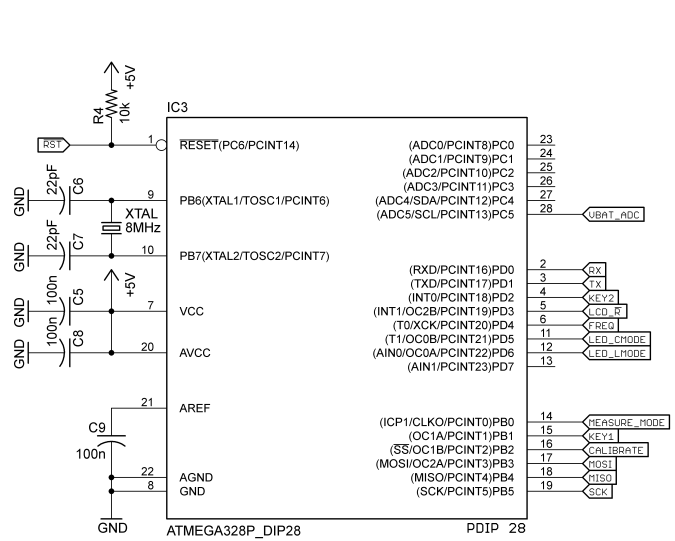 +5V
R4
10k
IC3
RST
1
RESET(PC6/PCINT14)
(ADC0/PCINT8)PC0
23
(ADC1/PCINT9)PC1
24
(ADC2/PCINT10)PC2
25
(ADC3/PCINT11)PC3
26
(ADC4/SDA/PCINT12)PC4
27
(ADC5/SCL/PCINT13)PC5
28
VBAT_ADC
GND
22pF
C6
9
PB6(XTAL1/TOSC1/PCINT6)
XTAL
8MHz
GND
22pF
C7
10
PB7(XTAL2/TOSC2/PCINT7)
+5V
(RXD/PCINT16)PD0
2
RX
(TXD/PCINT17)PD1
3
TX
(INT0/PCINT18)PD2
4
KEY2
(INT1/OC2B/PCINT19)PD3
5
LCD_R
(T0/XCK/PCINT20)PD4
6
FREQ
(T1/OC0B/PCINT21)PD5
11
LED_CMODE
(AIN0/OC0A/PCINT22)PD6
12
LED_LMODE
(AIN1/PCINT23)PD7
13
GND
100n
C5
7
VCC
GND
100n
C8
20
AVCC
21
AREF
C9
100n
(ICP1/CLKO/PCINT0)PB0
14
MEASURE_MODE
(OC1A/PCINT1)PB1
15
KEY1
(SS/OC1B/PCINT2)PB2
16
CALIBRATE
(MOSI/OC2A/PCINT3)PB3
17
MOSI
(MISO/PCINT4)PB4
18
MISO
(SCK/PCINT5)PB5
19
SCK
22
AGND
8
GND
GND
ATMEGA328P_DIP28
PDIP 28